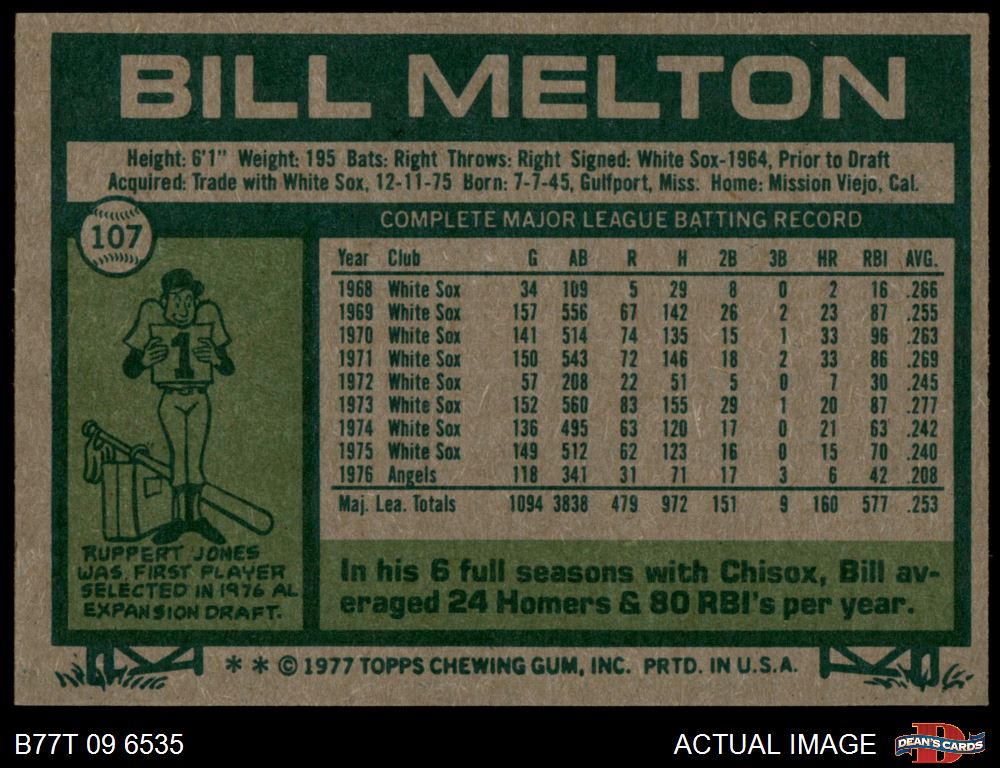 BILL MELTON
Height: 6'1" Weight: 195 Bats: Right Throws: Right Signed: White Sox-1964, Prior to Draft
Acquired: Trade with White Sox, 12-11-75 Born: 7-7-45, Gulfport, Miss. Home: Mission Viejo, Cal.
107
COMPLETE MAJOR LEAGUE BATTING RECORD
Year Club G AB R H 2B 3B HR RBI AVG.
1968 White Sox 34 109 5 29 8 0 2 16 .266
1969 White Sox 157 556 67 142 26 2 23 87 .255
1970 White Sox 141 514 74 135 15 1 33 96 .263
1971 White Sox 150 543 72 146 18 2 33 86 .269
1972 White Sox 57 208 22 51 5 0 7 30 .245
1973 White Sox 152 560 83 155 29 1 20 87 .277
1974 White Sox 136 495 63 120 17 0 21 63 .242
1975 White Sox 149 512 62 123 16 0 15 70 .240
1976 Angels 118 341 31 71 17 3 6 42 .208
Maj. Lea. Totals 1094 3838 479 972 151 9 160 577 .253
1
RUPPERT JONES
WAS FIRST PLAYER
SELECTED IN 1976 AL
EXPANSION DRAFT.
In his 6 full seasons with Chisox, Bill av-
eraged 24 Homers & 80 RBI's per year.
* * © 1977 TOPPS CHEWING GUM, INC. PRTD. IN U.S.A.
B77T 09 6535
ACTUAL IMAGE
D
DEAN'S CARDS